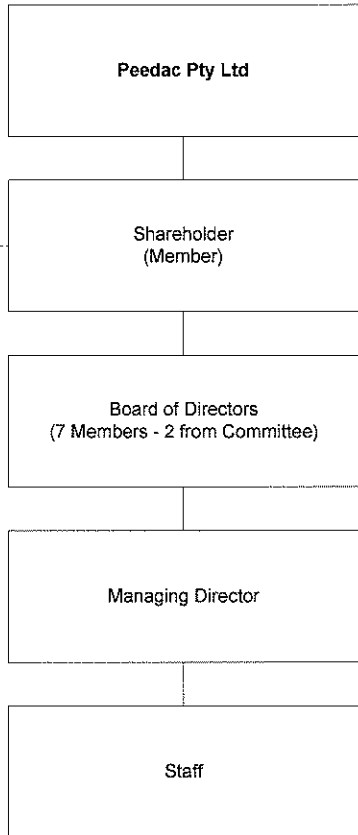 Peedac Pty Ltd
Shareholder
(Member)
Board of Directors
(7 Members - 2 from Committee)
Managing Director
Staff